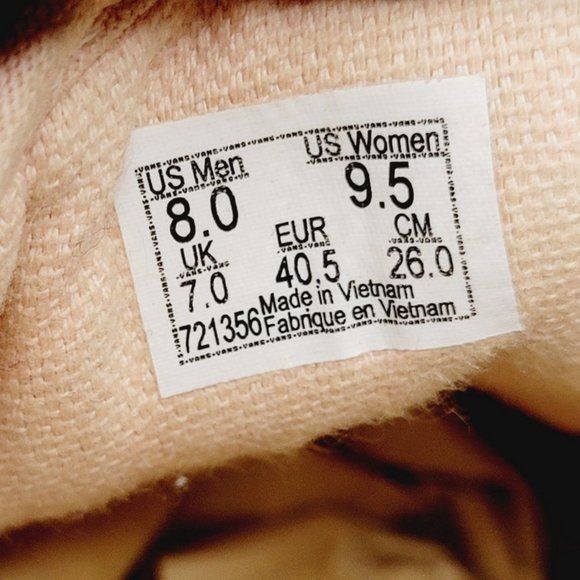 US Men US Women
8.0 9.5
UK EUR CM
7.0 40.5 26.0
Made in Vietnam
721356 Fabrique en Vietnam